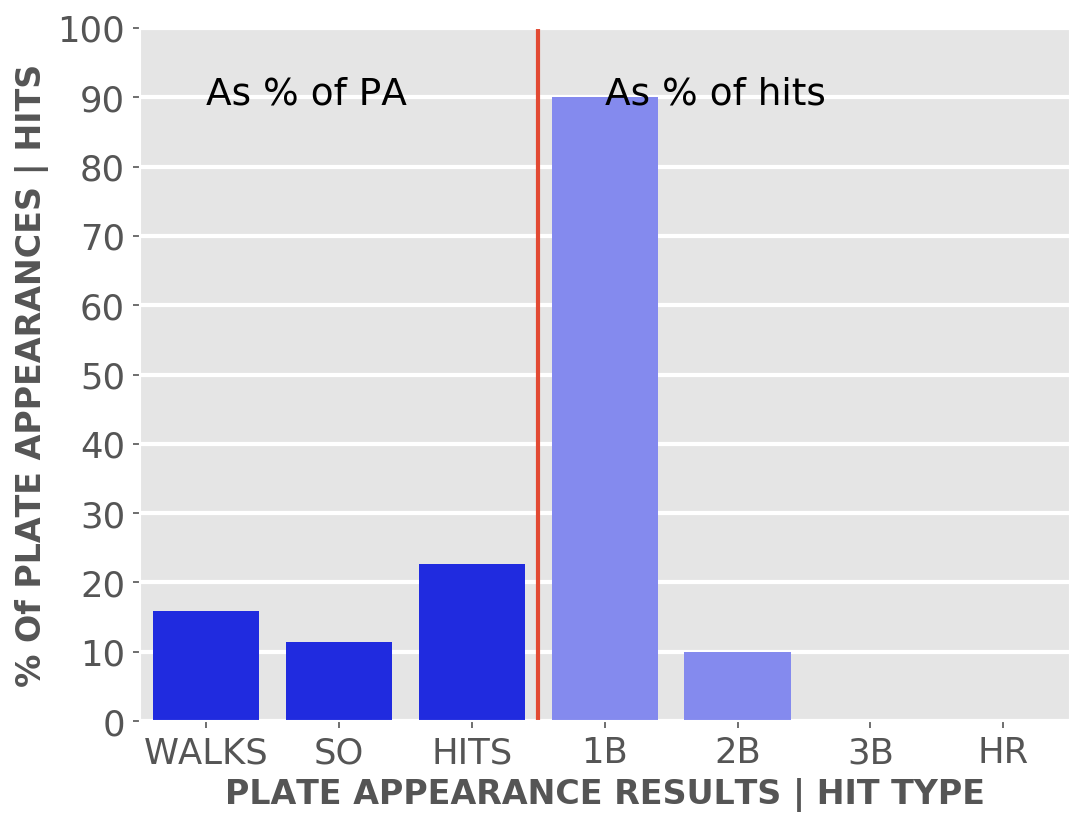 % Of PLATE APPEARANCES | HITS
100
90
80
70
60
50
40
30
20
10
0
As % of PA
As % of hits
WALKS SO HITS 1B 2B 3B HR
PLATE APPEARANCE RESULTS | HIT TYPE